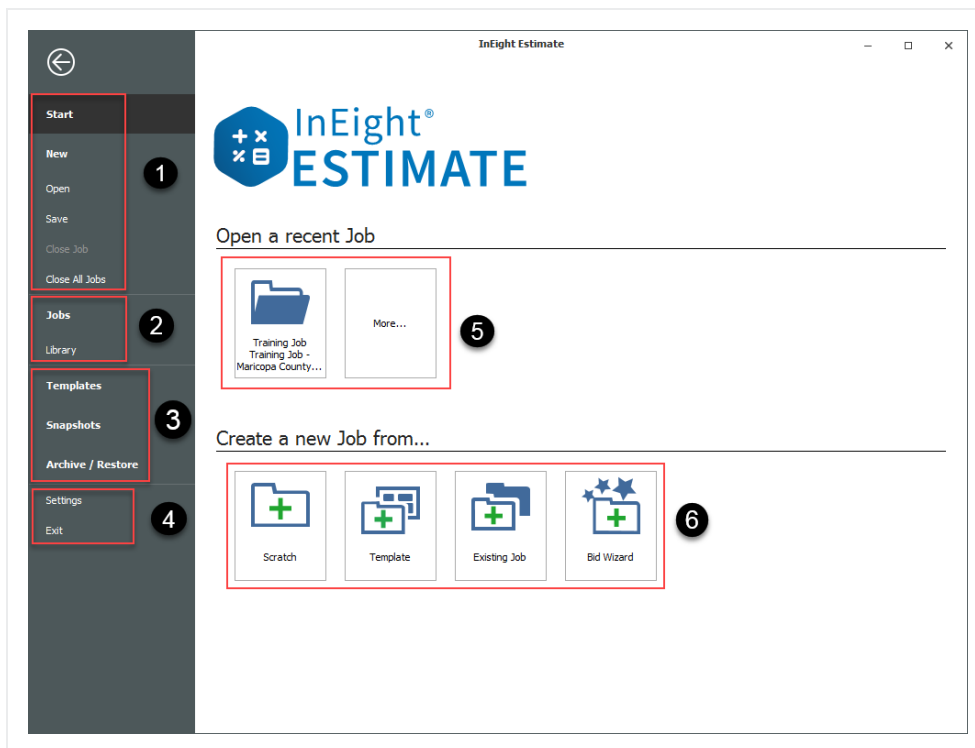 InEight Estimate
Start
New
Open
Save
Close Job
Close All Jobs
1
Jobs
Library
2
Templates
Snapshots
Archive / Restore
3
Settings
Exit
4
InEight®
ESTIMATE
Open a recent Job
Training Job
Training Job -
Maricopa County...
More...
5
Create a new Job from...
Scratch
Template
Existing Job
Bid Wizard
6